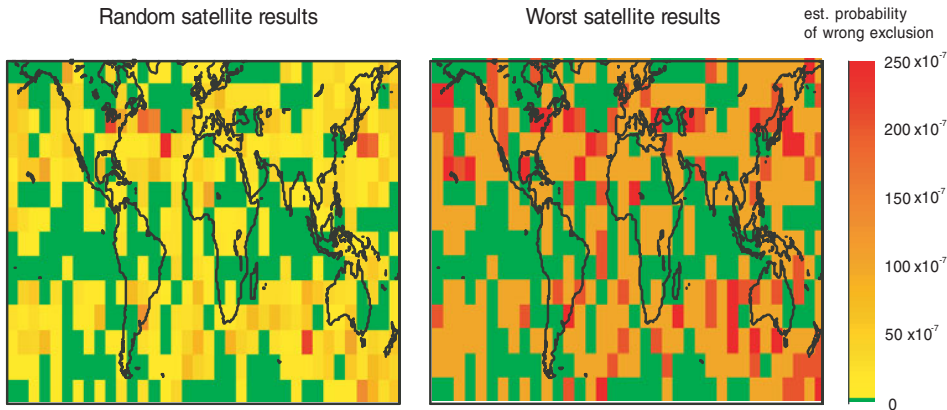 Random satellite results
Worst satellite results
est. probability
of wrong exclusion
250 x10-7
200 x10-7
150 x10-7
100 x10-7
50 x10-7
0